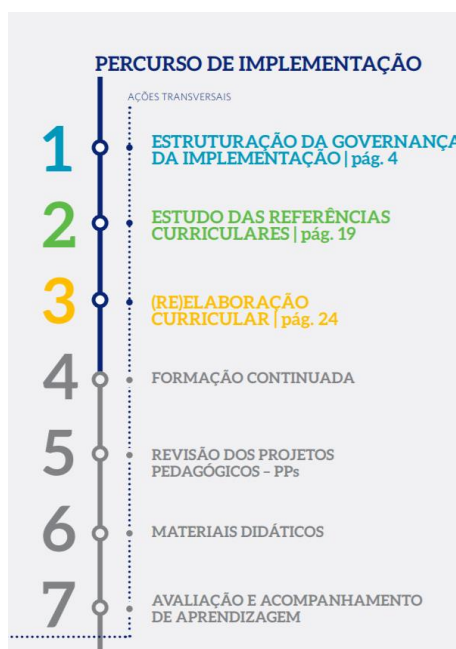 PERCURSO DE IMPLEMENTAÇÃO
AÇÕES TRANSVERSAIS
1 ESTRUTURAÇÃO DA GOVERNANÇA
DA IMPLEMENTAÇÃO | pág. 4
2 ESTUDO DAS REFERÊNCIAS
CURRICULARES | pág. 19
3 (RE)ELABORAÇÃO
CURRICULAR | pág. 24
4 FORMAÇÃO CONTINUADA
5 REVISÃO DOS PROJETOS
PEDAGÓGICOS – PPs
6 MATERIAIS DIDÁTICOS
7 AVALIAÇÃO E ACOMPANHAMENTO
DE APRENDIZAGEM